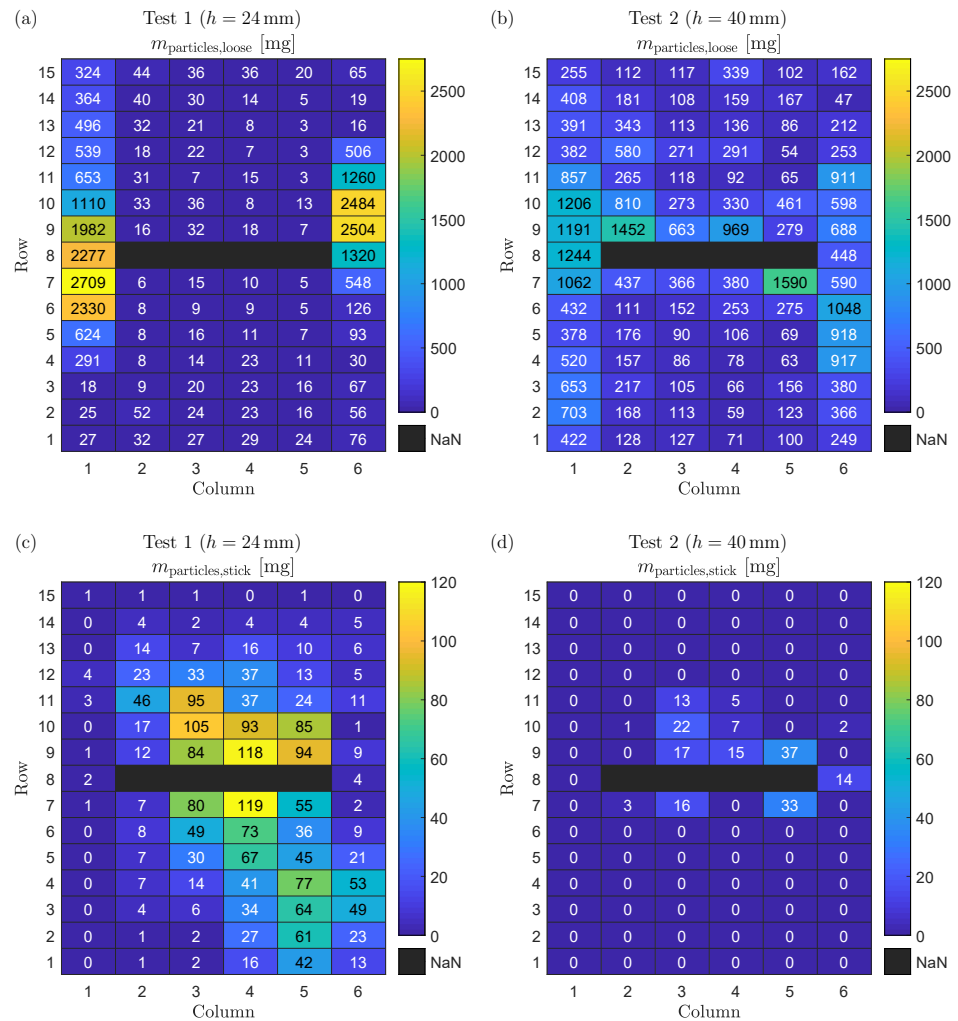 (a) Test 1 (h = 24 mm)
m_particles,loose [mg]
15 324 44 36 36 20 65
14 364 40 30 14 5 19
13 496 32 21 8 3 16
12 539 18 22 7 3 506
11 653 31 7 15 3 1260
10 1110 33 36 8 13 2484
9 1982 16 32 18 7 2504
8 2277 1320
7 2709 6 15 10 5 548
6 2330 8 9 9 5 126
5 624 8 16 11 7 93
4 291 8 14 23 11 30
3 18 9 20 23 16 67
2 25 52 24 23 16 56
1 27 32 27 29 24 76
1 2 3 4 5 6
Column
Row
2500
2000
1500
1000
500
0
NaN
(b) Test 2 (h = 40 mm)
m_particles,loose [mg]
15 255 112 117 339 102 162
14 408 181 108 159 167 47
13 391 343 113 136 86 212
12 382 580 271 291 54 253
11 857 265 118 92 65 911
10 1206 810 273 330 461 598
9 1191 1452 663 969 279 688
8 1244 448
7 1062 437 366 380 1590 590
6 432 111 152 253 275 1048
5 378 176 90 106 69 918
4 520 157 86 78 63 917
3 653 217 105 66 156 380
2 703 168 113 59 123 366
1 422 128 127 71 100 249
1 2 3 4 5 6
Column
Row
2500
2000
1500
1000
500
0
NaN
(c) Test 1 (h = 24 mm)
m_particles,stick [mg]
15 1 1 1 0 1 0
14 0 4 2 4 4 5
13 0 14 7 16 10 6
12 4 23 33 37 13 5
11 3 46 95 37 24 11
10 0 17 105 93 85 1
9 1 12 84 118 94 9
8 2 4
7 1 7 80 119 55 2
6 0 8 49 73 36 9
5 0 7 30 67 45 21
4 0 7 14 41 77 53
3 0 4 6 34 64 49
2 0 1 2 27 61 23
1 0 1 2 16 42 13
1 2 3 4 5 6
Column
Row
120
100
80
60
40
20
0
NaN
(d) Test 2 (h = 40 mm)
m_particles,stick [mg]
15 0 0 0 0 0 0
14 0 0 0 0 0 0
13 0 0 0 0 0 0
12 0 0 0 0 0 0
11 0 0 13 5 0 0
10 0 1 22 7 0 2
9 0 0 17 15 37 0
8 0 14
7 0 3 16 0 33 0
6 0 0 0 0 0 0
5 0 0 0 0 0 0
4 0 0 0 0 0 0
3 0 0 0 0 0 0
2 0 0 0 0 0 0
1 0 0 0 0 0 0
1 2 3 4 5 6
Column
Row
120
100
80
60
40
20
0
NaN